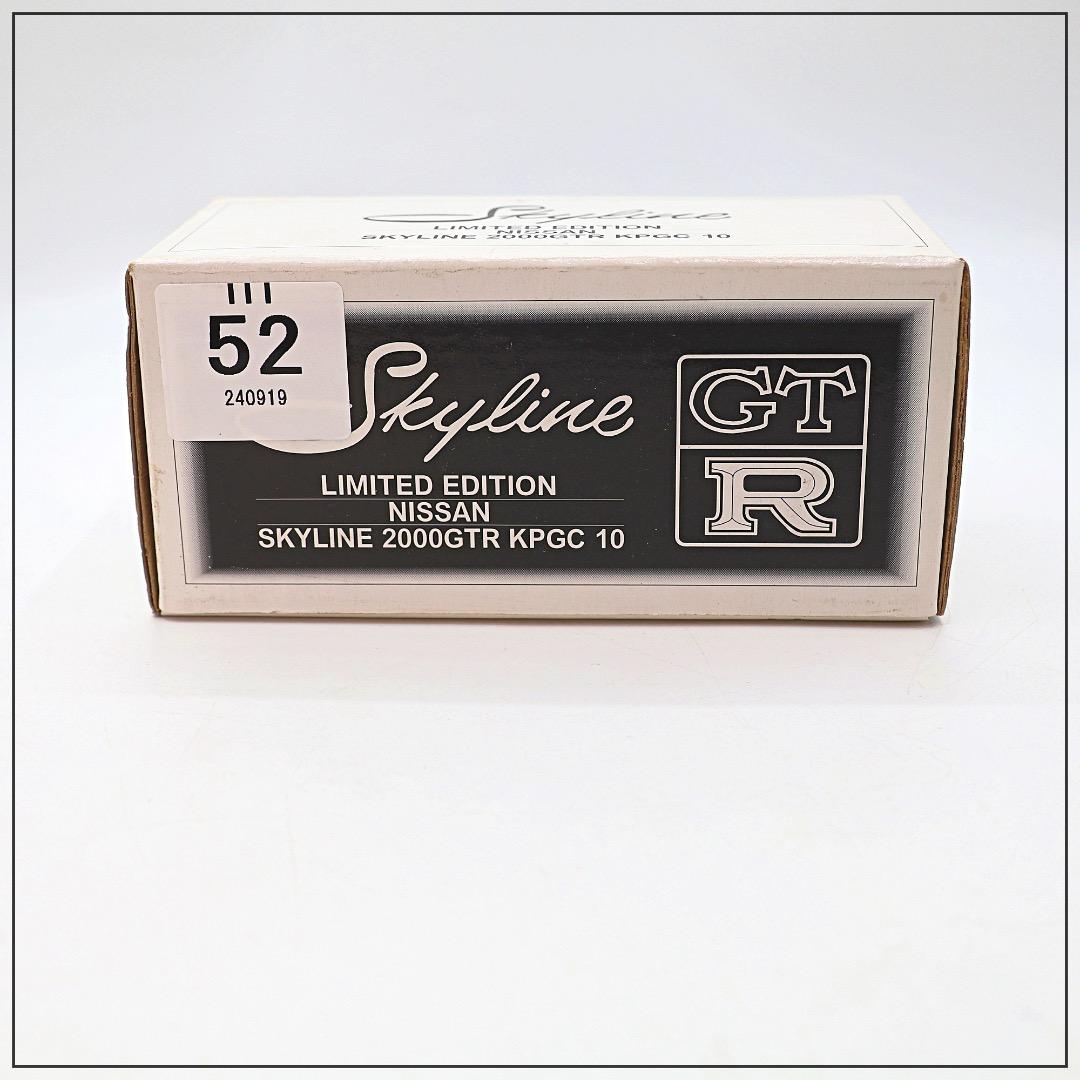 Skyline
LIMITED EDITION
NISSAN
SKYLINE 2000GTR KPGC 10
52
240919
Skyline
LIMITED EDITION
NISSAN
SKYLINE 2000GTR KPGC 10
GT
R